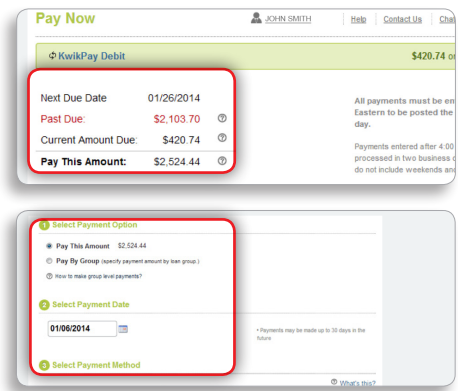 Pay Now
JOHN SMITH Help Contact Us Chat
KwikPay Debit $420.74 on
Next Due Date 01/26/2014
Past Due: $2,103.70
Current Amount Due: $420.74
Pay This Amount: $2,524.44
All payments must be
Eastern to be posted the
day.
Payments entered after 4:00
processed in two business
do not include weekends and
1 Select Payment Option
Pay This Amount $2,524.44
Pay By Group (specify payment amount by loan group.)
How to make group level payments?
2 Select Payment Date
01/06/2014
• Payments may be made up to 30 days in the
future
3 Select Payment Method
What's this?